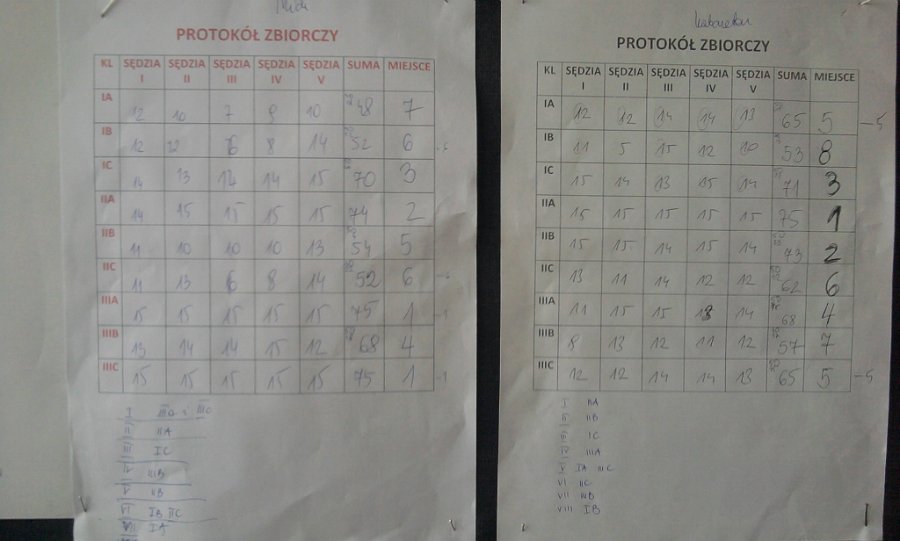 PROTOKÓŁ ZBIORCZY
KL SĘDZIA I SĘDZIA II SĘDZIA III SĘDZIA IV SĘDZIA V SUMA MIEJSCE
IA 12 10 7 9 10 48 7
IB 12 12 6 8 14 52 6
IC 14 13 14 14 15 70 3
IIA 14 15 15 15 15 74 2
IIB 11 10 10 10 13 54 5
IIC 11 13 6 8 14 52 6
IIIA 15 15 15 15 15 75 1
IIIB 13 14 14 15 12 68 4
IIIC 15 15 15 15 15 75 1
I IIIa i IIIc
II IIA
III IC
IV IIIB
V IIB
VI IB IIC
VII IA
PROTOKÓŁ ZBIORCZY
KL SĘDZIA I SĘDZIA II SĘDZIA III SĘDZIA IV SĘDZIA V SUMA MIEJSCE
IA 12 12 14 14 13 65 5 -5
IB 11 5 15 12 10 53 8
IC 15 14 13 15 14 71 3
IIA 15 15 15 15 15 75 1
IIB 15 15 14 15 14 73 2
IIC 13 11 14 12 12 62 6
IIIA 11 15 15 13 14 68 4
IIIB 8 13 12 11 12 57 7
IIIC 12 12 14 14 13 65 5 -5
I IIA
II IIB
III IC
IV IIIA
V IA IIIC
VI IIC
VII IIIB
VIII IB